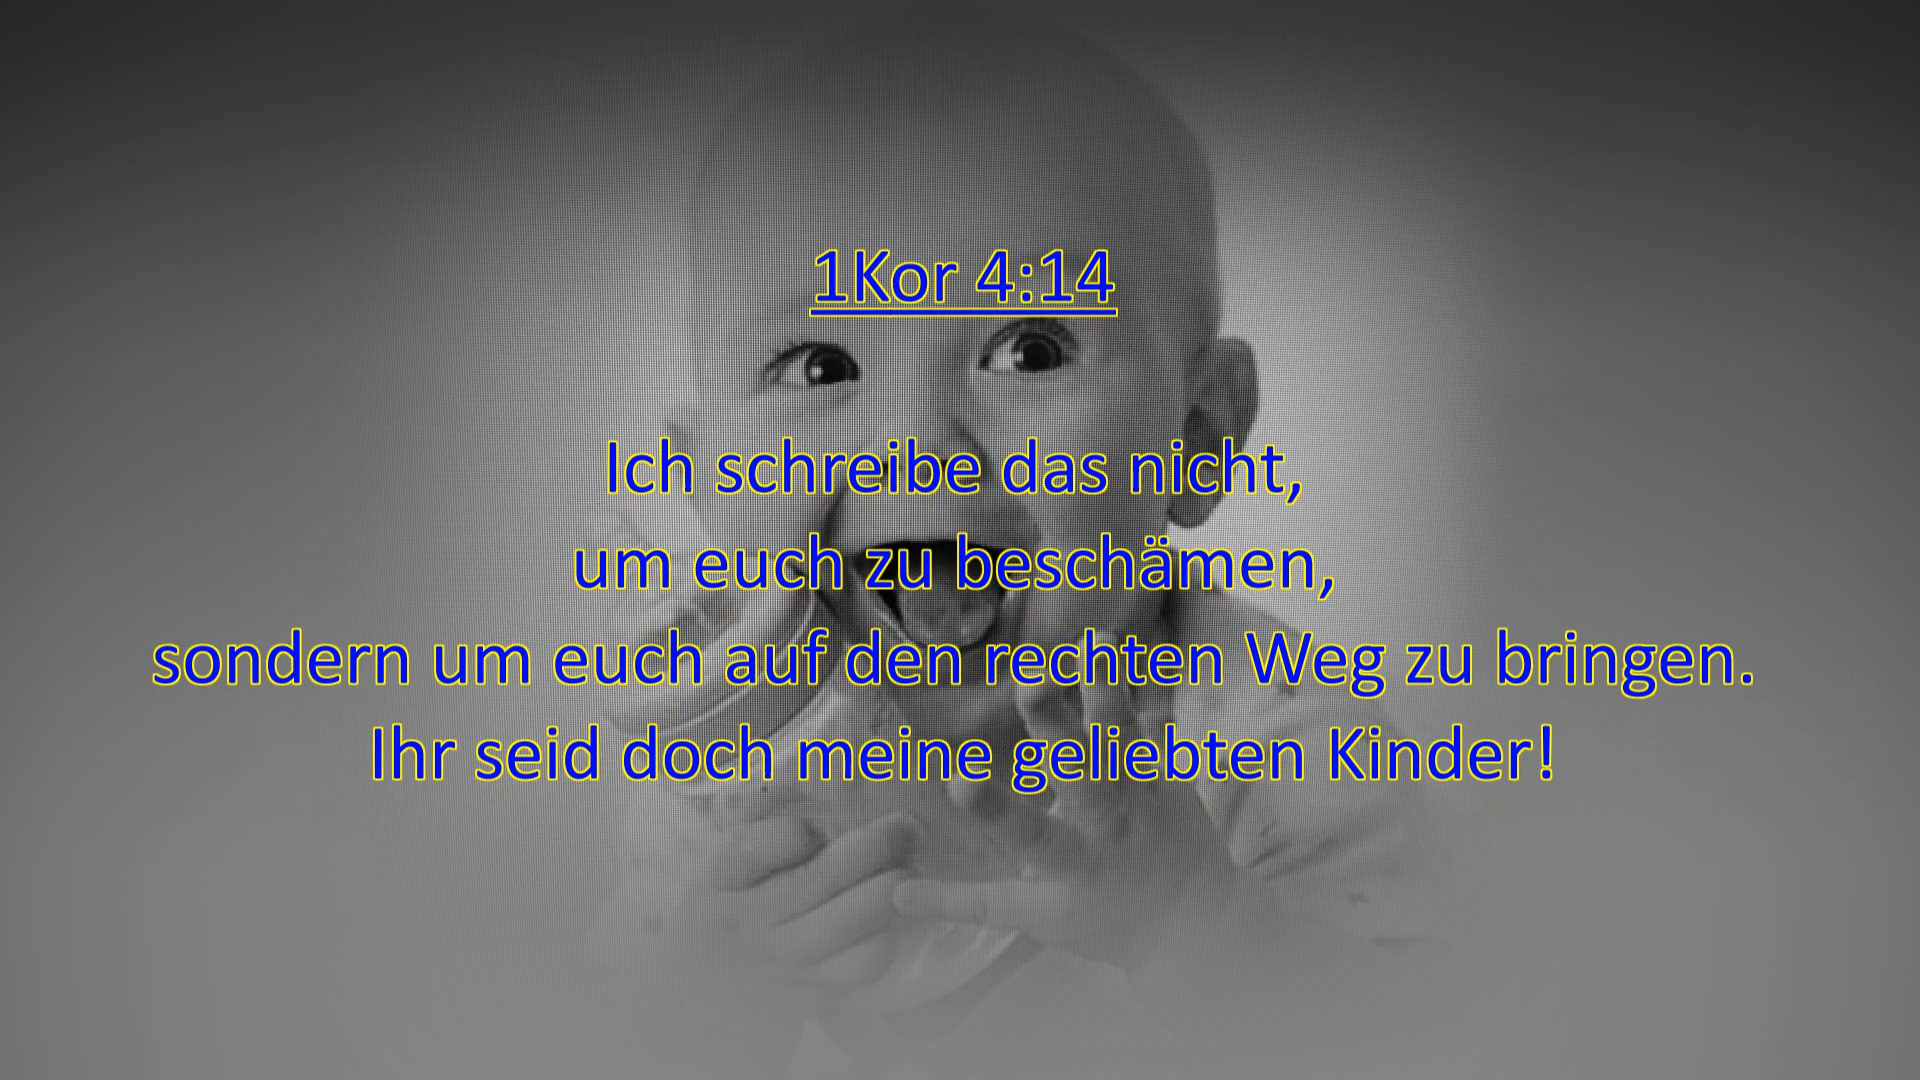 1Kor 4:14
Ich schreibe das nicht,
um euch zu beschämen,
sondern um euch auf den rechten Weg zu bringen.
Ihr seid doch meine geliebten Kinder!